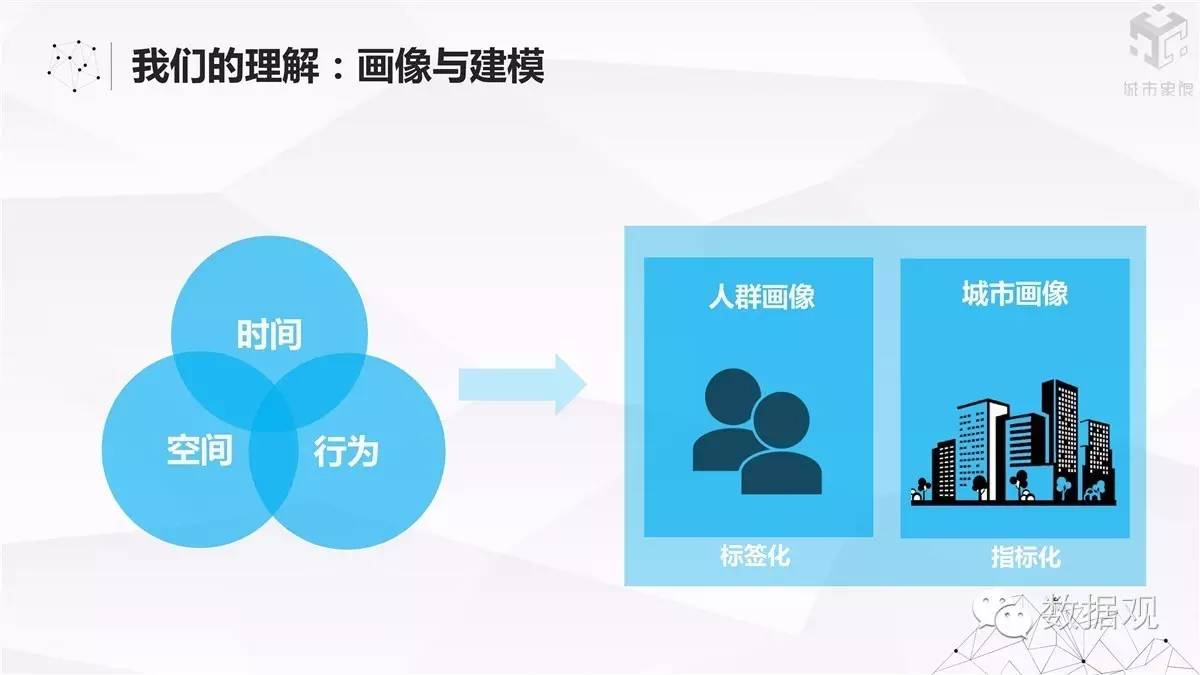 我们的理解：画像与建模
城市象限
时间
空间
行为
人群画像
标签化
城市画像
指标化
数据观